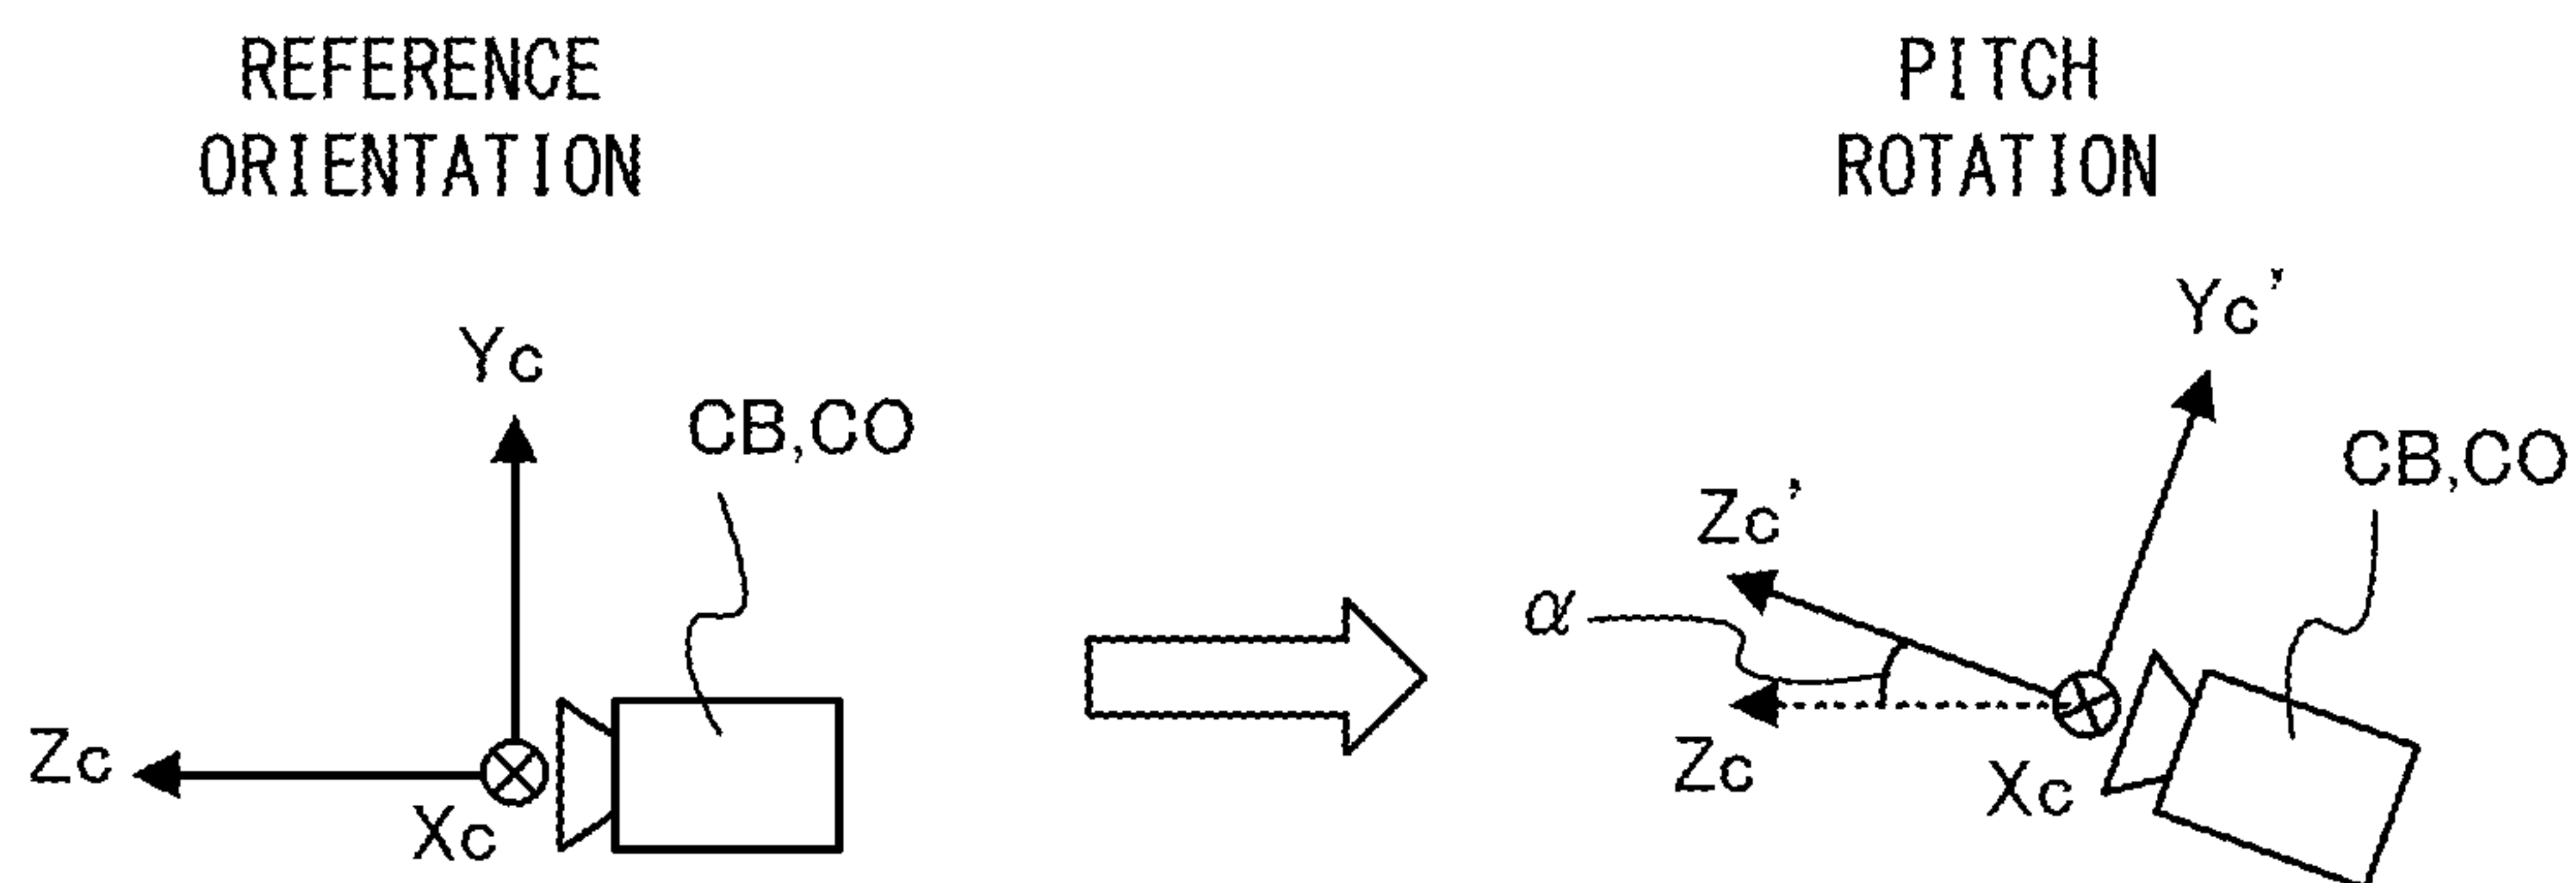 REFERENCE
ORIENTATION
Yc
CB,CO
Zc
Xc
PITCH
ROTATION
Yc'
CB,CO
Zc'
α
Zc
Xc